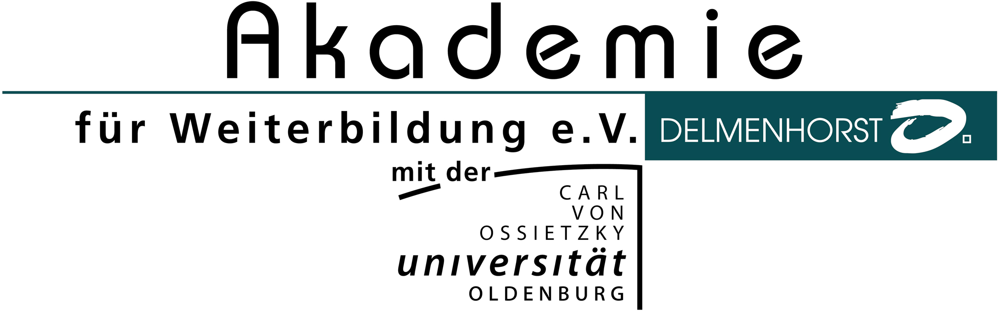 Akademie
für Weiterbildung e.V. DELMENHORST
mit der
CARL
VON
OSSIETZKY
universität
OLDENBURG